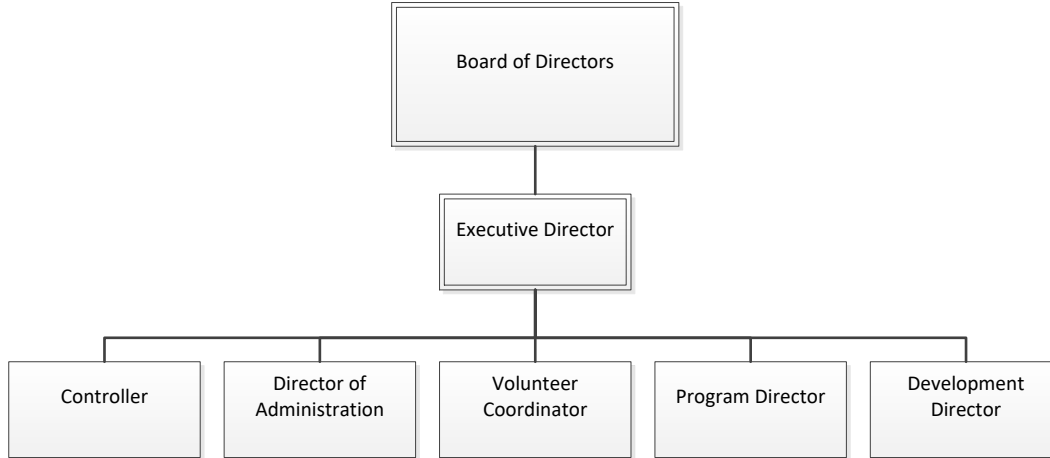 Board of Directors
Executive Director
Controller
Director of
Administration
Volunteer
Coordinator
Program Director
Development
Director